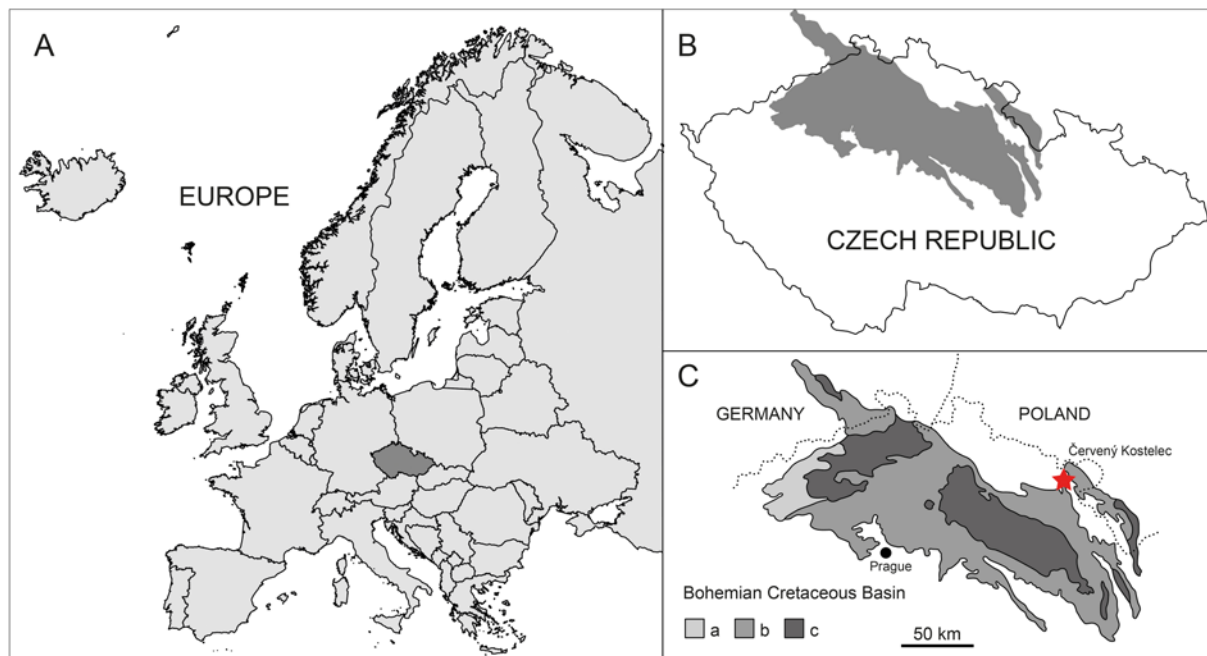 A
EUROPE
B
CZECH REPUBLIC
C
GERMANY
POLAND
Červený Kostelec
Prague
Bohemian Cretaceous Basin
a b c
50 km